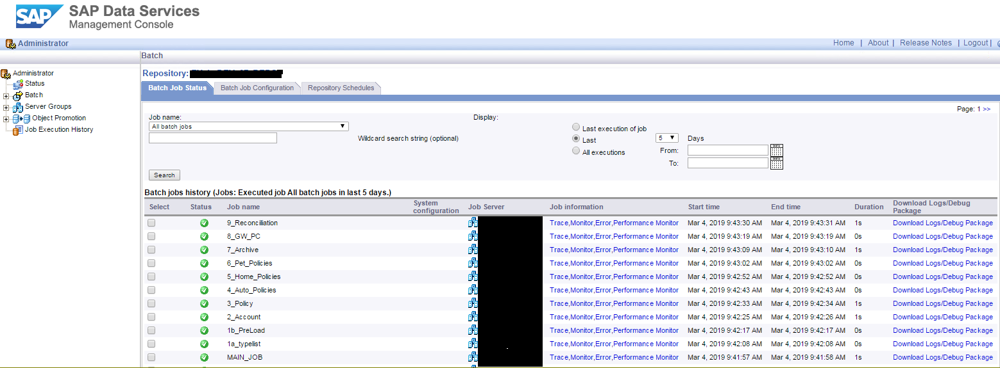 SAP SAP Data Services
Management Console
Administrator
Home | About | Release Notes | Logout |
Batch
Administrator
Status
Batch
Server Groups
Object Promotion
Job Execution History
Repository:
Batch Job Status Batch Job Configuration Repository Schedules
Page: 1 >>
Job name: Display:
All batch jobs
Last execution of job
Wildcard search string (optional) Last 5 Days
All executions From:
To:
Search
Batch jobs history (Jobs: Executed job All batch jobs in last 5 days.)
Select Status Job name System configuration Job Server Job information Start time End time Duration Download Logs/Debug Package
9_Reconciliation Trace,Monitor,Error,Performance Monitor Mar 4, 2019 9:43:30 AM Mar 4, 2019 9:43:31 AM 1s Download Logs/Debug Package
8_GW_PC Trace,Monitor,Error,Performance Monitor Mar 4, 2019 9:43:19 AM Mar 4, 2019 9:43:19 AM 0s Download Logs/Debug Package
7_Archive Trace,Monitor,Error,Performance Monitor Mar 4, 2019 9:43:09 AM Mar 4, 2019 9:43:10 AM 1s Download Logs/Debug Package
6_Pet_Policies Trace,Monitor,Error,Performance Monitor Mar 4, 2019 9:43:02 AM Mar 4, 2019 9:43:02 AM 0s Download Logs/Debug Package
5_Home_Policies Trace,Monitor,Error,Performance Monitor Mar 4, 2019 9:42:52 AM Mar 4, 2019 9:42:52 AM 0s Download Logs/Debug Package
4_Auto_Policies Trace,Monitor,Error,Performance Monitor Mar 4, 2019 9:42:43 AM Mar 4, 2019 9:42:43 AM 0s Download Logs/Debug Package
3_Policy Trace,Monitor,Error,Performance Monitor Mar 4, 2019 9:42:33 AM Mar 4, 2019 9:42:34 AM 1s Download Logs/Debug Package
2_Account Trace,Monitor,Error,Performance Monitor Mar 4, 2019 9:42:25 AM Mar 4, 2019 9:42:26 AM 1s Download Logs/Debug Package
1b_PreLoad Trace,Monitor,Error,Performance Monitor Mar 4, 2019 9:42:17 AM Mar 4, 2019 9:42:17 AM 0s Download Logs/Debug Package
1a_typelist Trace,Monitor,Error,Performance Monitor Mar 4, 2019 9:42:08 AM Mar 4, 2019 9:42:08 AM 0s Download Logs/Debug Package
MAIN_JOB Trace,Monitor,Error,Performance Monitor Mar 4, 2019 9:41:57 AM Mar 4, 2019 9:41:58 AM 1s Download Logs/Debug Package